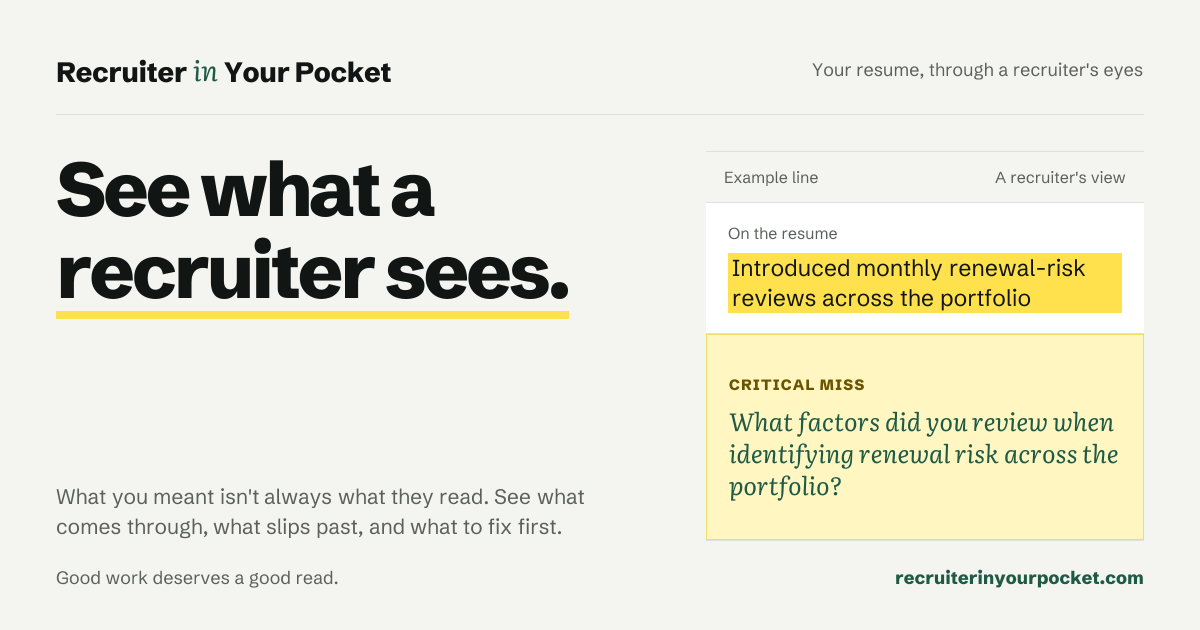 Recruiter in Your Pocket
Your resume, through a recruiter's eyes
See what a
recruiter sees.
What you meant isn't always what they read. See what
comes through, what slips past, and what to fix first.
Good work deserves a good read.
Example line
A recruiter's view
On the resume
Introduced monthly renewal-risk
reviews across the portfolio
CRITICAL MISS
What factors did you review when
identifying renewal risk across the
portfolio?
recruiterinyourpocket.com